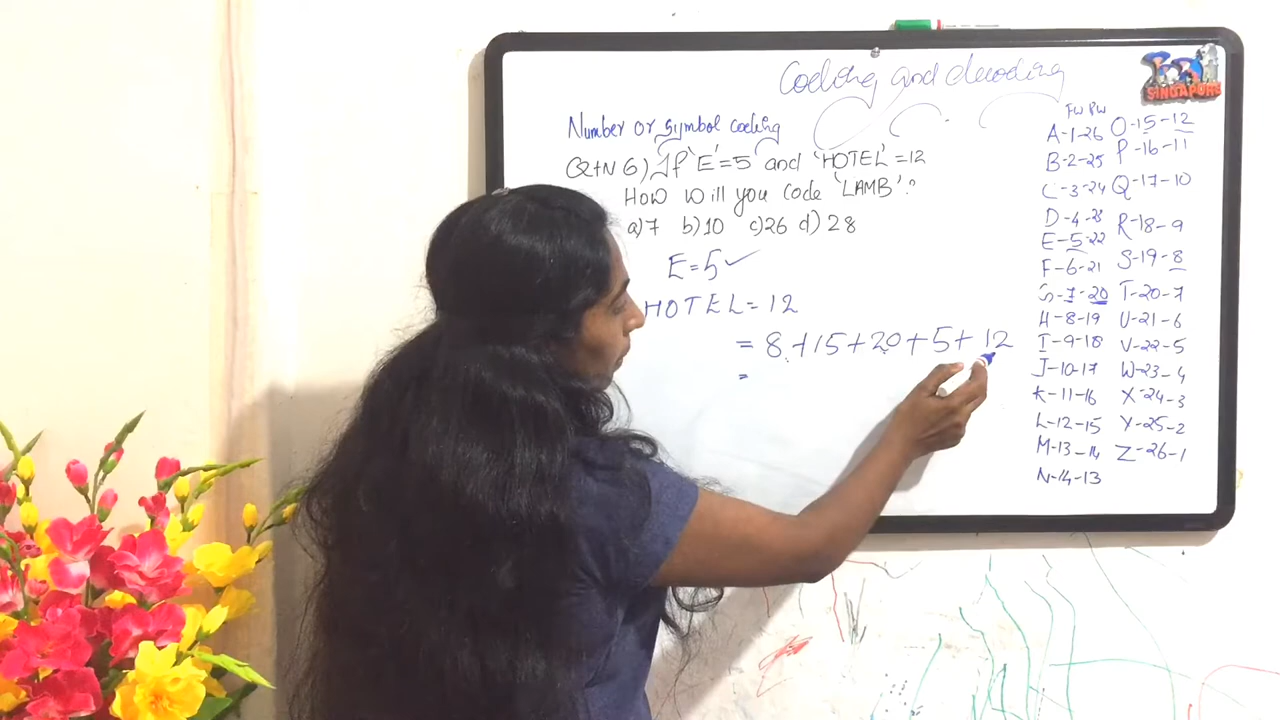 Coding and decoding
SINGAPORE
Number or symbol coding
Q+N 6) If 'E'=5 and 'HOTEL'=12
How will you code 'LAMB'?
a)7 b)10 c)26 d)28
E=5 ✓
HOTEL=12
= 8+15+20+5+12
=
FW BW
A-1-26
B-2-25
C-3-24
D-4-23
E-5-22
F-6-21
G-7-20
H-8-19
I-9-18
J-10-17
K-11-16
L-12-15
M-13-14
N-14-13
O-15-12
P-16-11
Q-17-10
R-18-9
S-19-8
T-20-7
U-21-6
V-22-5
W-23-4
X-24-3
Y-25-2
Z-26-1